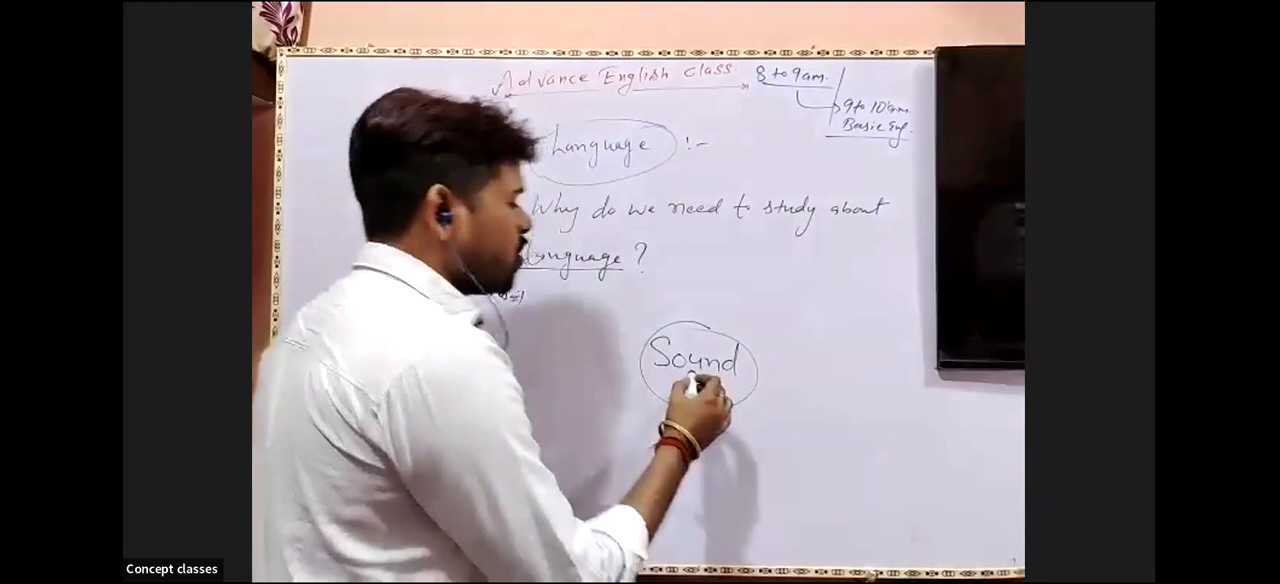 Advance English class. 8 to 9am.
9 to 10am.
Basic Eng.
Language :-
Why do we need to study about
Language ?
Sound
Concept classes